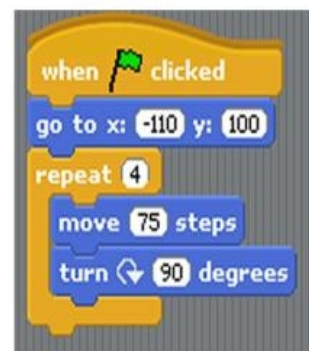 when clicked
go to x: -110 y: 100
repeat 4
move 75 steps
turn 90 degrees